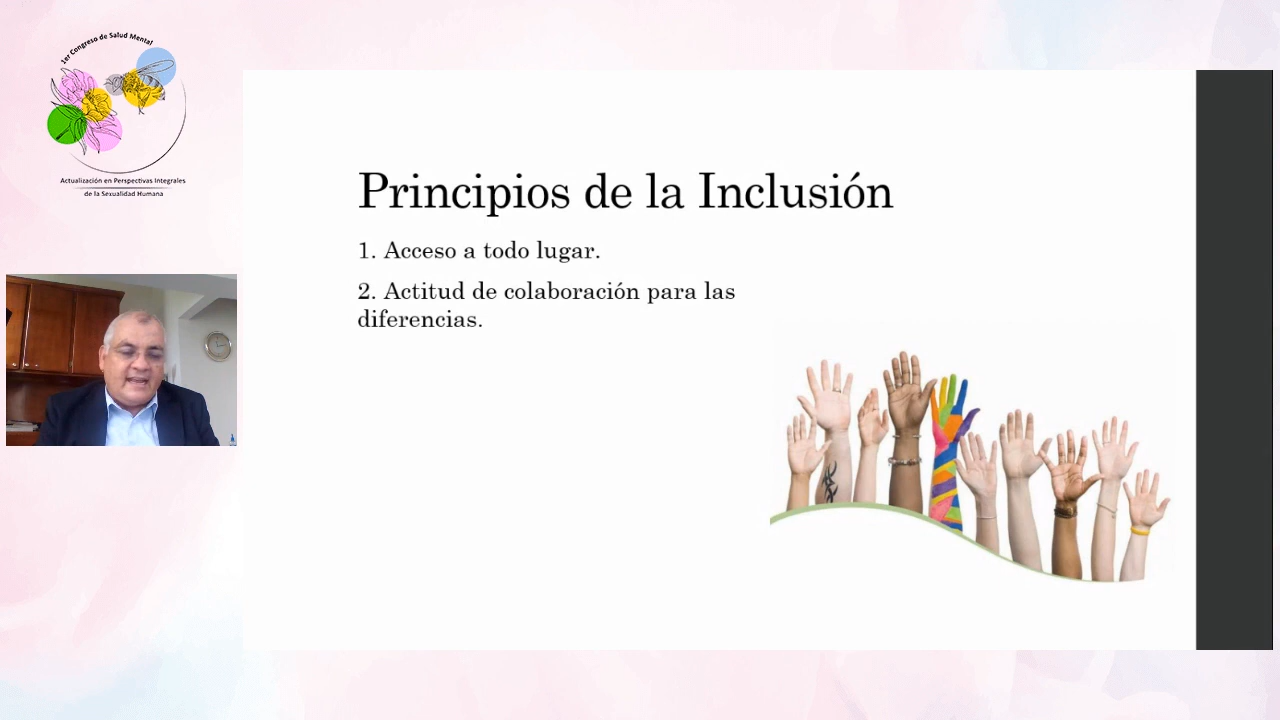 1er Congreso de Salud Mental
Actualización en Perspectivas Integrales
de la Sexualidad Humana
Principios de la Inclusión
1. Acceso a todo lugar.
2. Actitud de colaboración para las
diferencias.